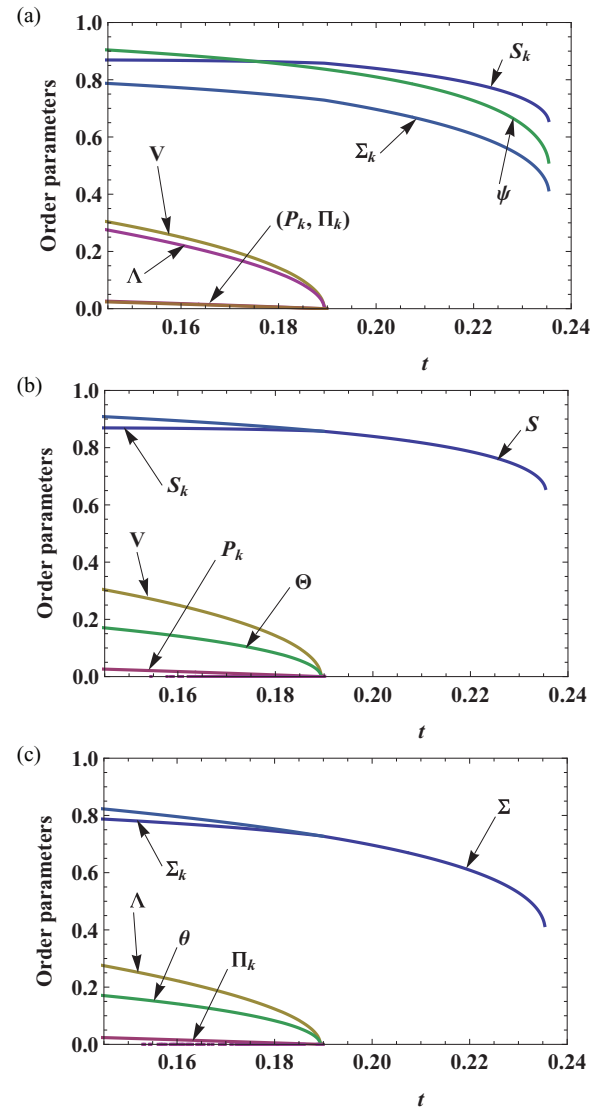 (a)
1.0
0.8
0.6
0.4
0.2
0.0
Order parameters
S_k
Σ_k
ψ
V
Λ
(P_k, Π_k)
0.16 0.18 0.20 0.22 0.24
t
(b)
1.0
0.8
0.6
0.4
0.2
0.0
Order parameters
S
S_k
V
P_k
Θ
0.16 0.18 0.20 0.22 0.24
t
(c)
1.0
0.8
0.6
0.4
0.2
0.0
Order parameters
Σ
Σ_k
Λ
θ
Π_k
0.16 0.18 0.20 0.22 0.24
t